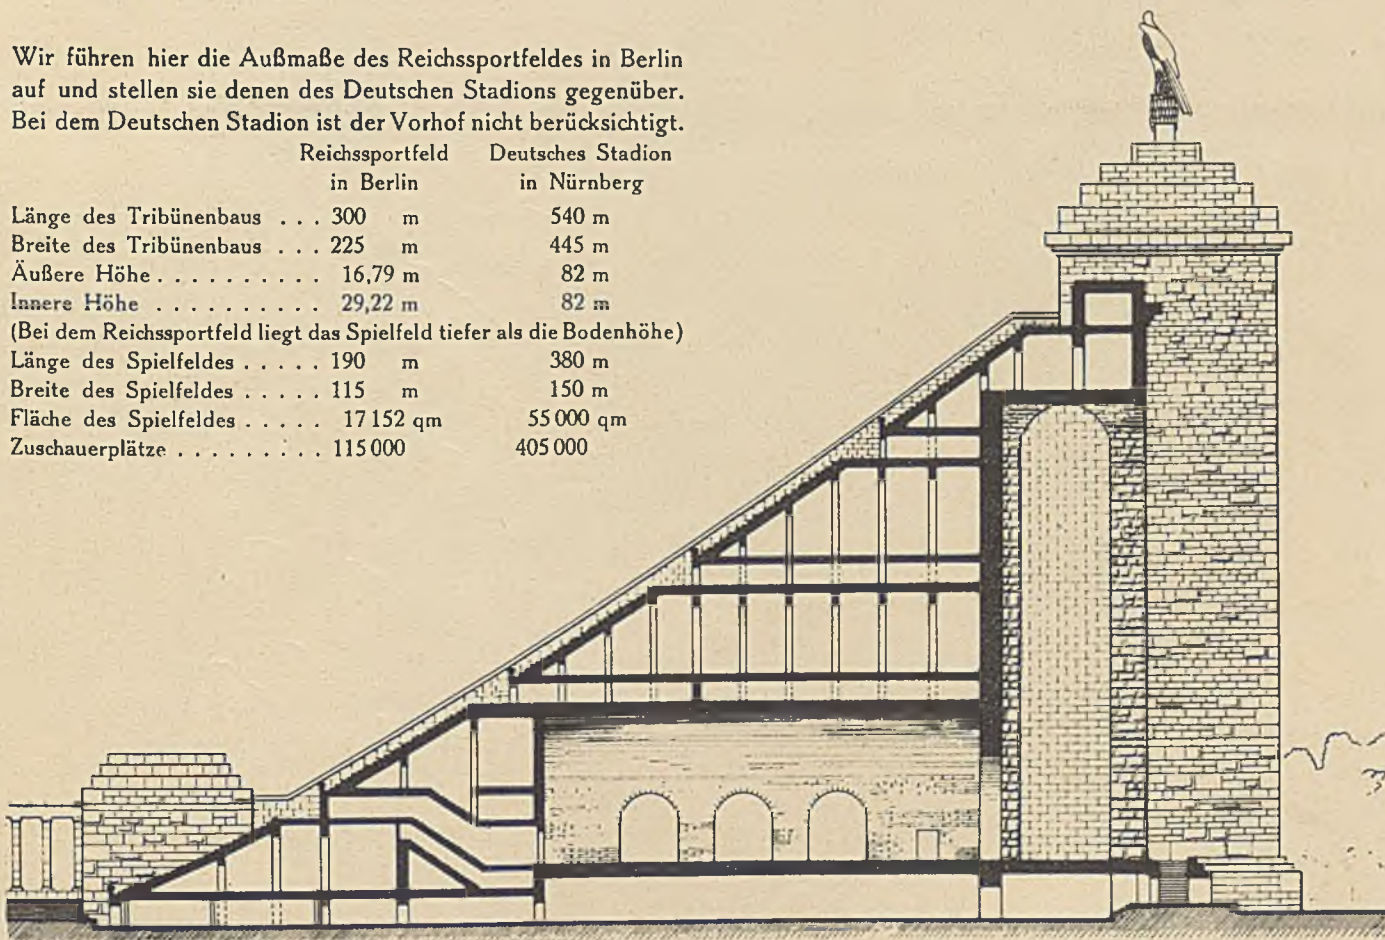 Wir führen hier die Außmaße des Reichssportfeldes in Berlin
auf und stellen sie denen des Deutschen Stadions gegenüber.
Bei dem Deutschen Stadion ist der Vorhof nicht berücksichtigt.
Reichssportfeld Deutsches Stadion
in Berlin in Nürnberg
Länge des Tribünenbaus . . . 300 m 540 m
Breite des Tribünenbaus . . . 225 m 445 m
Äußere Höhe . . . . . . . . . . 16,79 m 82 m
Innere Höhe . . . . . . . . . . 29,22 m 82 m
(Bei dem Reichssportfeld liegt das Spielfeld tiefer als die Bodenhöhe)
Länge des Spielfeldes . . . . . 190 m 380 m
Breite des Spielfeldes . . . . . 115 m 150 m
Fläche des Spielfeldes . . . . . 17 152 qm 55 000 qm
Zuschauerplätze . . . . . . . . . 115 000 405 000